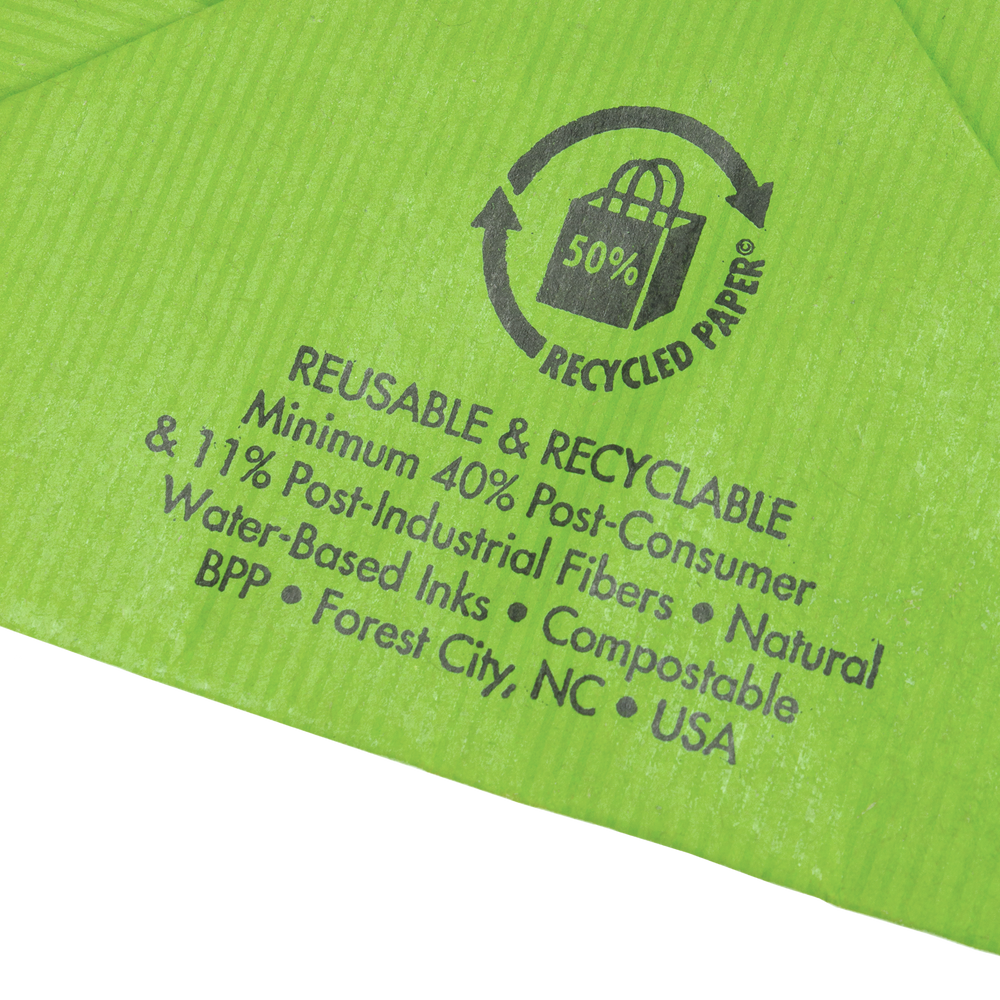 50%
RECYCLED PAPER©
REUSABLE & RECYCLABLE
Minimum 40% Post-Consumer
& 11% Post-Industrial Fibers • Natural
Water-Based Inks • Compostable
BPP • Forest City, NC • USA